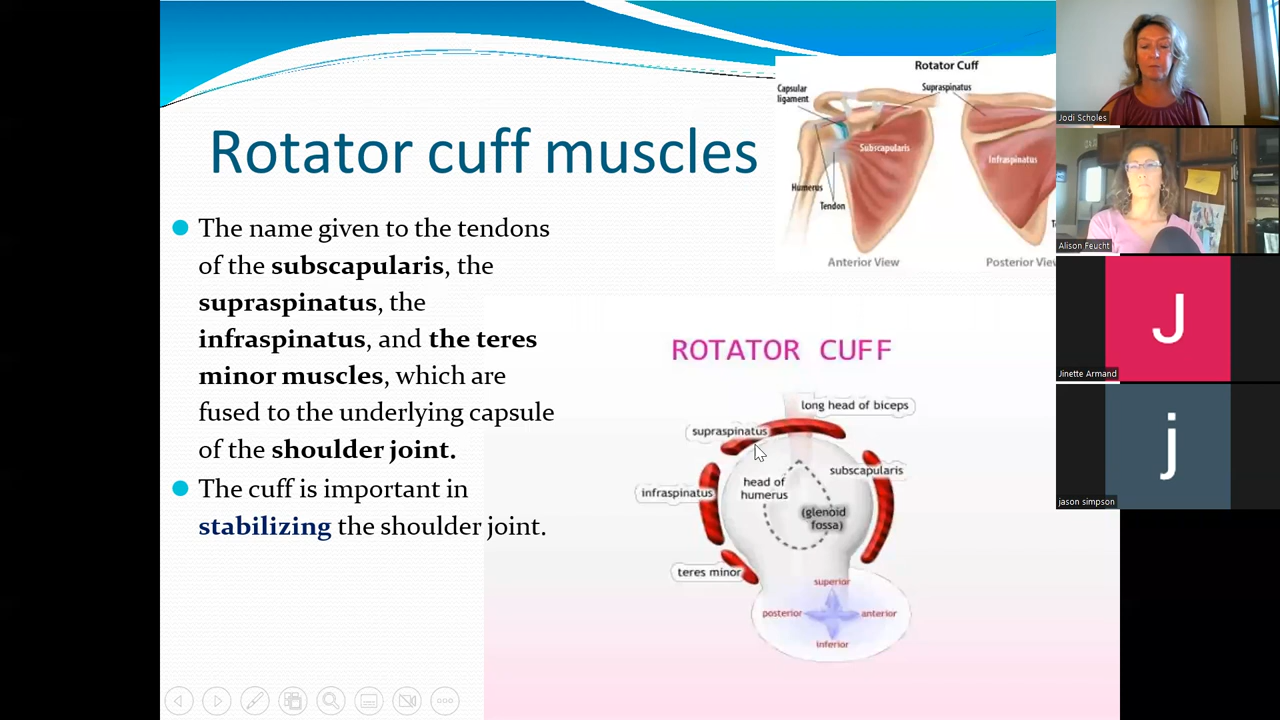 Rotator cuff muscles
The name given to the tendons
of the subscapularis, the
supraspinatus, the
infraspinatus, and the teres
minor muscles, which are
fused to the underlying capsule
of the shoulder joint.
The cuff is important in
stabilizing the shoulder joint.
Rotator Cuff
Capsular
ligament
Supraspinatus
Subscapularis
Infraspinatus
Humerus
Tendon
Anterior View
Posterior
ROTATOR CUFF
long head of biceps
supraspinatus
subscapularis
head of
humerus
infraspinatus
(glenoid
fossa)
teres minor
superior
posterior
anterior
inferior
Jodi Scholes
Alison Feucht
J
Jinette Armand
j
jason simpson